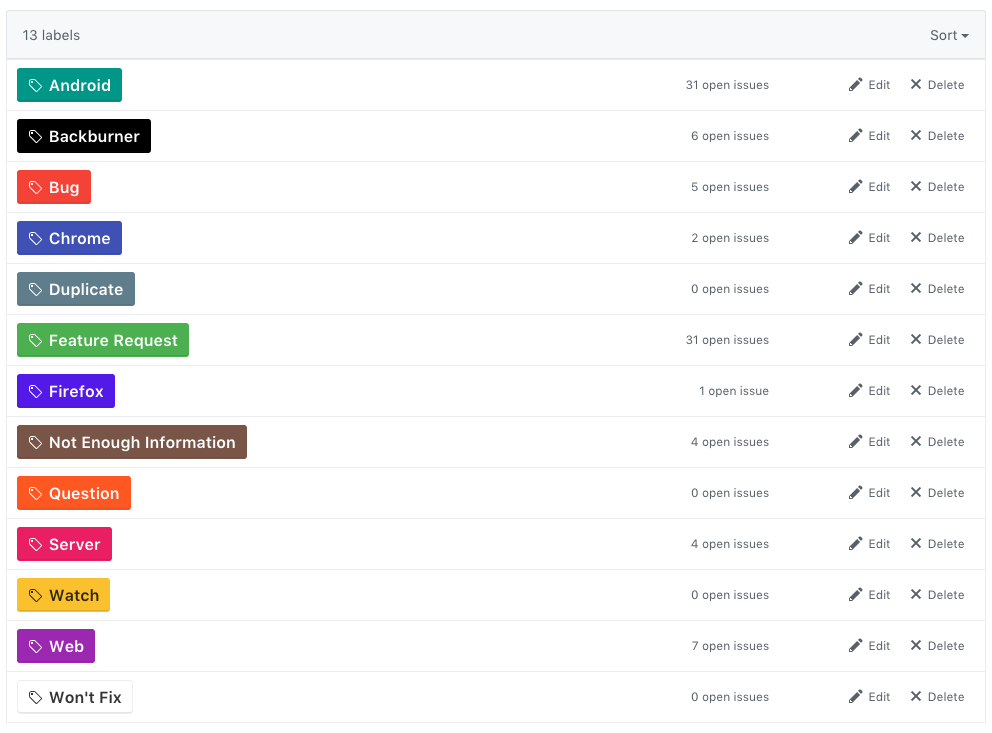 13 labels Sort
Android 31 open issues Edit Delete
Backburner 6 open issues Edit Delete
Bug 5 open issues Edit Delete
Chrome 2 open issues Edit Delete
Duplicate 0 open issues Edit Delete
Feature Request 31 open issues Edit Delete
Firefox 1 open issue Edit Delete
Not Enough Information 4 open issues Edit Delete
Question 0 open issues Edit Delete
Server 4 open issues Edit Delete
Watch 0 open issues Edit Delete
Web 7 open issues Edit Delete
Won't Fix 0 open issues Edit Delete